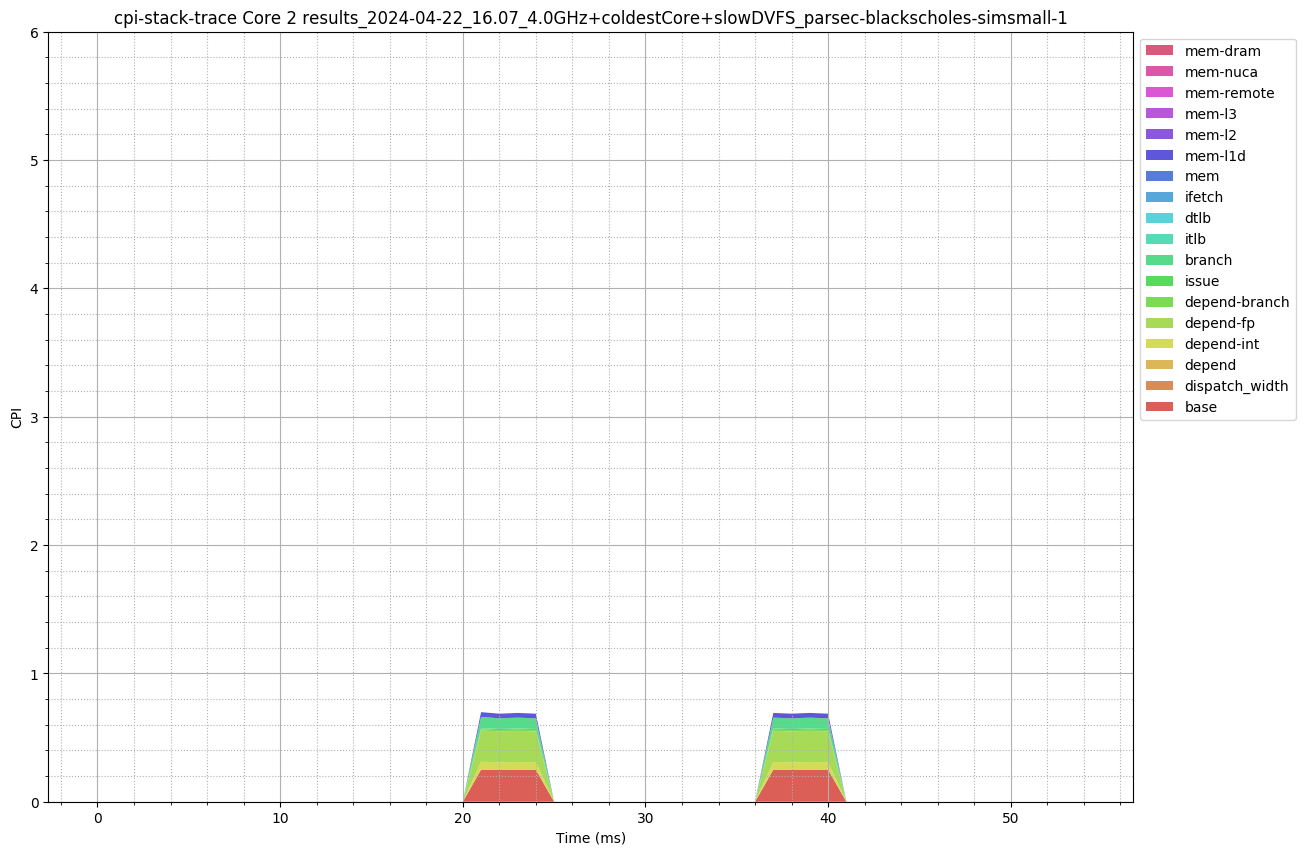 cpi-stack-trace Core 2 results_2024-04-22_16.07_4.0GHz+coldestCore+slowDVFS_parsec-blackscholes-simsmall-1
6
5
4
3
2
1
0
CPI
0 10 20 30 40 50
Time (ms)
mem-dram
mem-nuca
mem-remote
mem-l3
mem-l2
mem-l1d
mem
ifetch
dtlb
itlb
branch
issue
depend-branch
depend-fp
depend-int
depend
dispatch_width
base